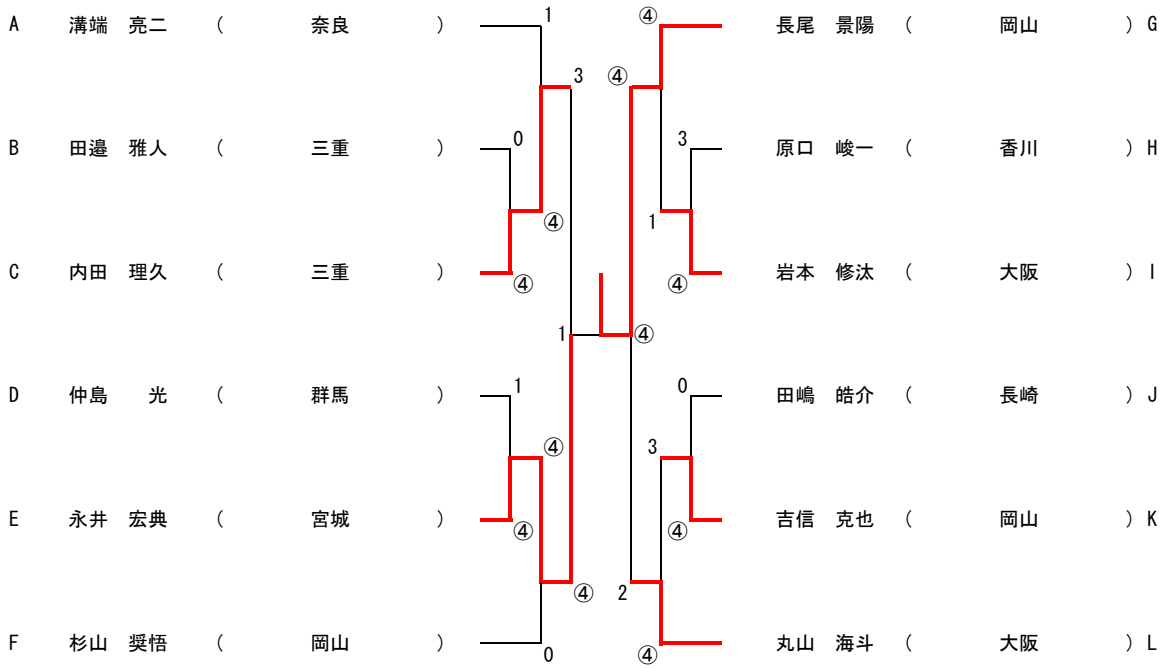 A 溝端 亮二 ( 奈良 ) 1 ④ 長尾 景陽 ( 岡山 ) G
3 ④
B 田邉 雅人 ( 三重 ) 0 3 原口 峻一 ( 香川 ) H
④ 1
C 内田 理久 ( 三重 ) ④ ④ 岩本 修汰 ( 大阪 ) I
1 ④
D 仲島 光 ( 群馬 ) 1 0 田嶋 皓介 ( 長崎 ) J
④ 3
E 永井 宏典 ( 宮城 ) ④ ④ 吉信 克也 ( 岡山 ) K
④ 2
F 杉山 奨悟 ( 岡山 ) 0 ④ 丸山 海斗 ( 大阪 ) L